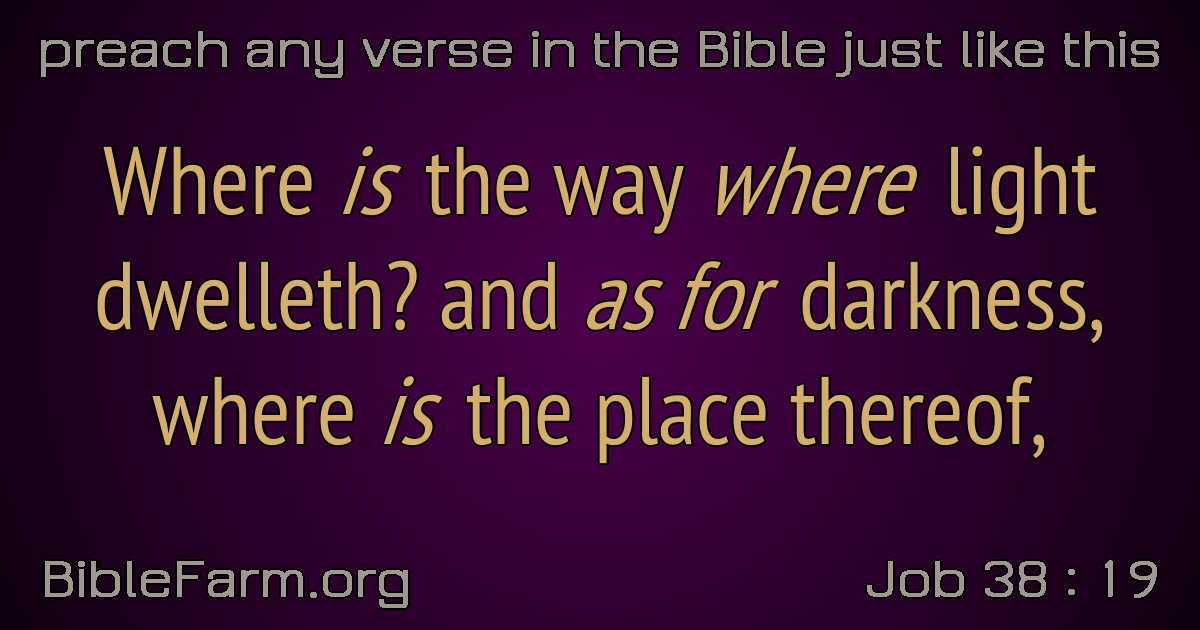 preach any verse in the Bible just like this
Where is the way where light
dwelleth? and as for darkness,
where is the place thereof,
BibleFarm.org
Job 38 : 19